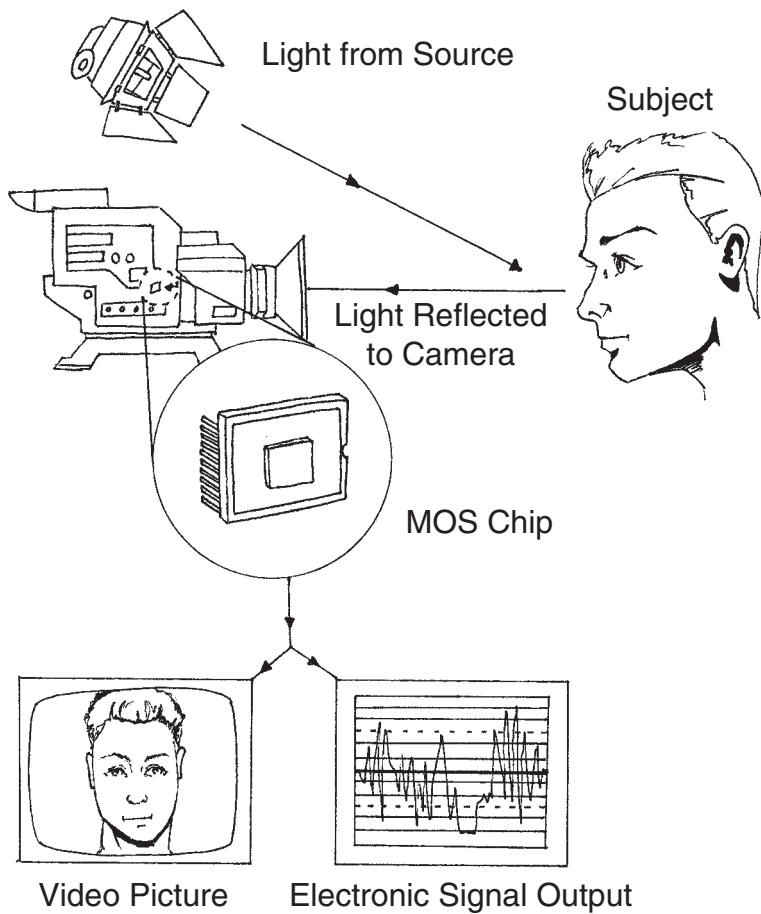 Light from Source
Subject
Light Reflected
to Camera
MOS Chip
Video Picture
Electronic Signal Output